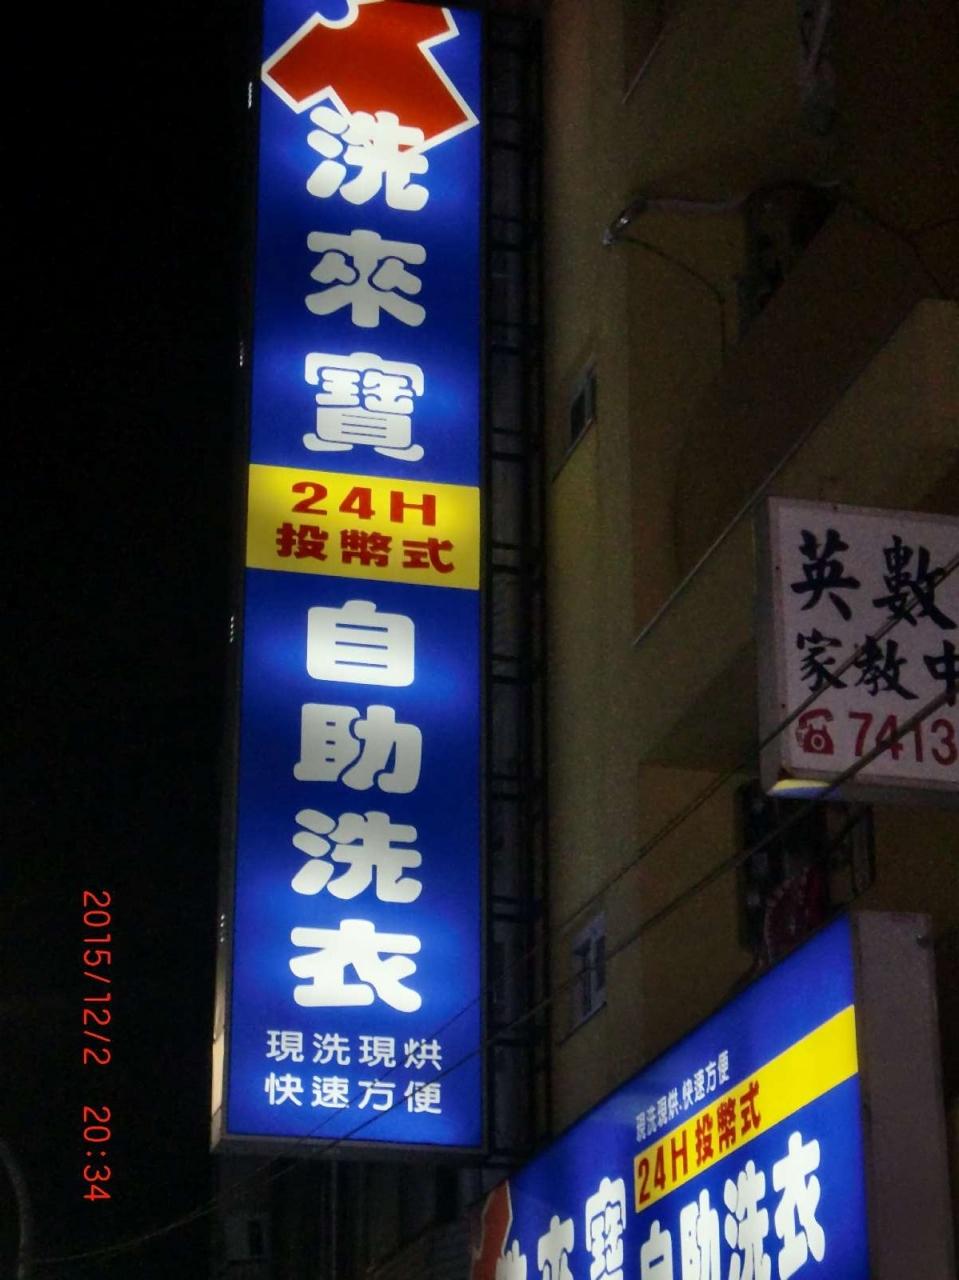 洗來寶
24H
投幣式
自助洗衣
現洗現烘
快速方便
英數
家教中
7413
現洗現烘.快速方便
24H投幣式
來寶 自助洗衣
2015/12/2 20:34